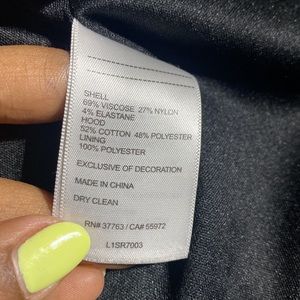 SHELL
69% VISCOSE 27% NYLON
4% ELASTANE
HOOD
52% COTTON 48% POLYESTER
LINING
100% POLYESTER
EXCLUSIVE OF DECORATION
MADE IN CHINA
DRY CLEAN
RN# 37763 / CA# 55972
L1SR7003